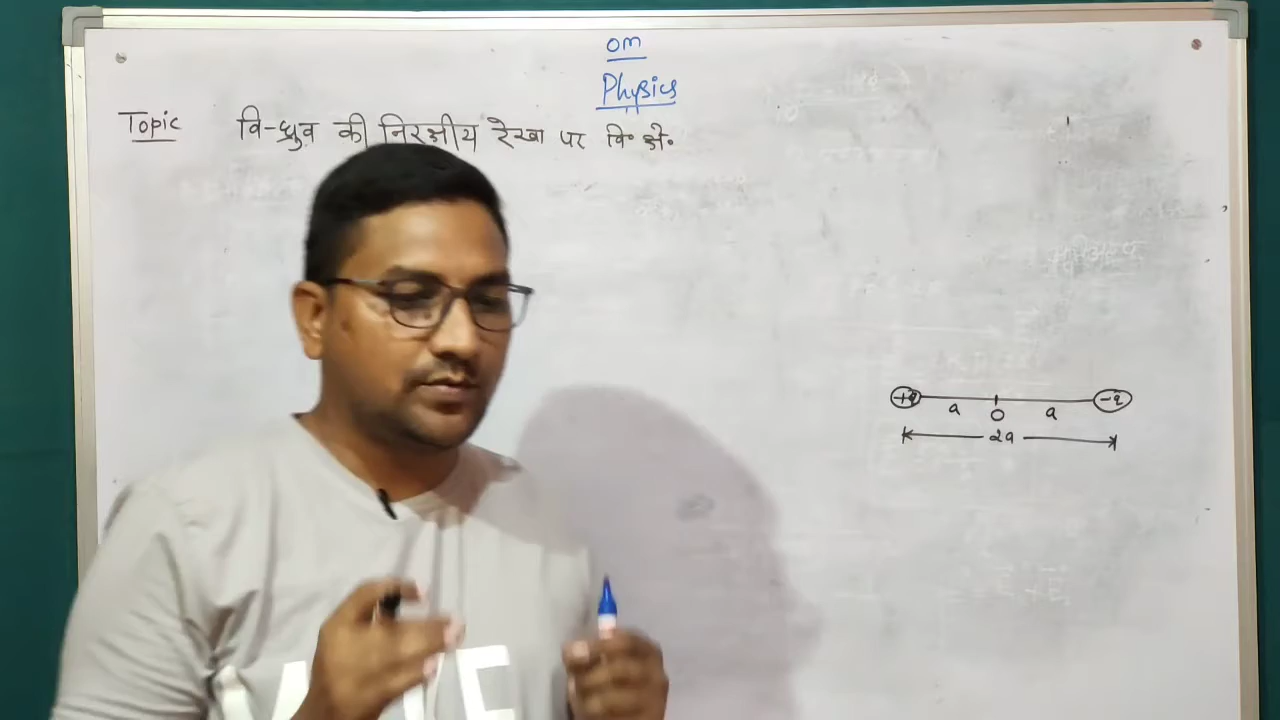 om
Physics
Topic वि-ध्रुव की निरक्षीय रेखा पर वि॰ क्षे॰
+q -q
a O a
2a